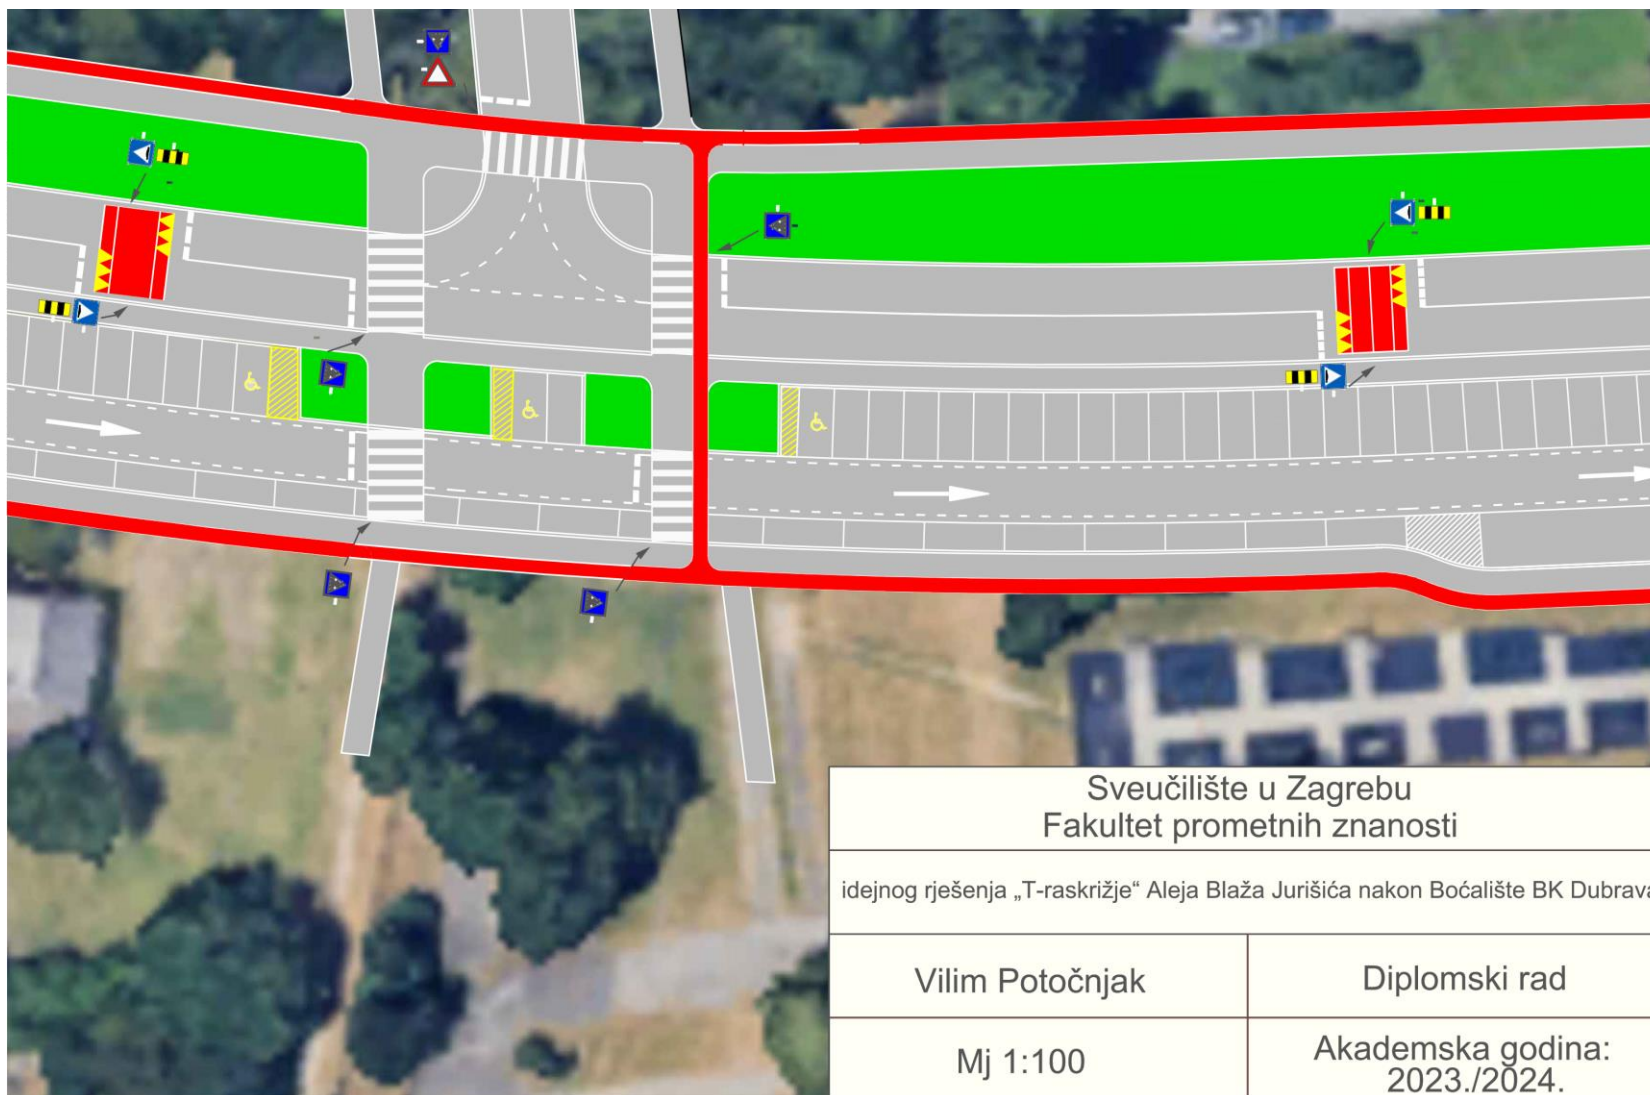 Sveučilište u Zagrebu
Fakultet prometnih znanosti
idejnog rješenja „T-raskrižje“ Aleja Blaža Jurišića nakon Boćalište BK Dubrava
Vilim Potočnjak
Diplomski rad
Mj 1:100
Akademska godina:
2023./2024.